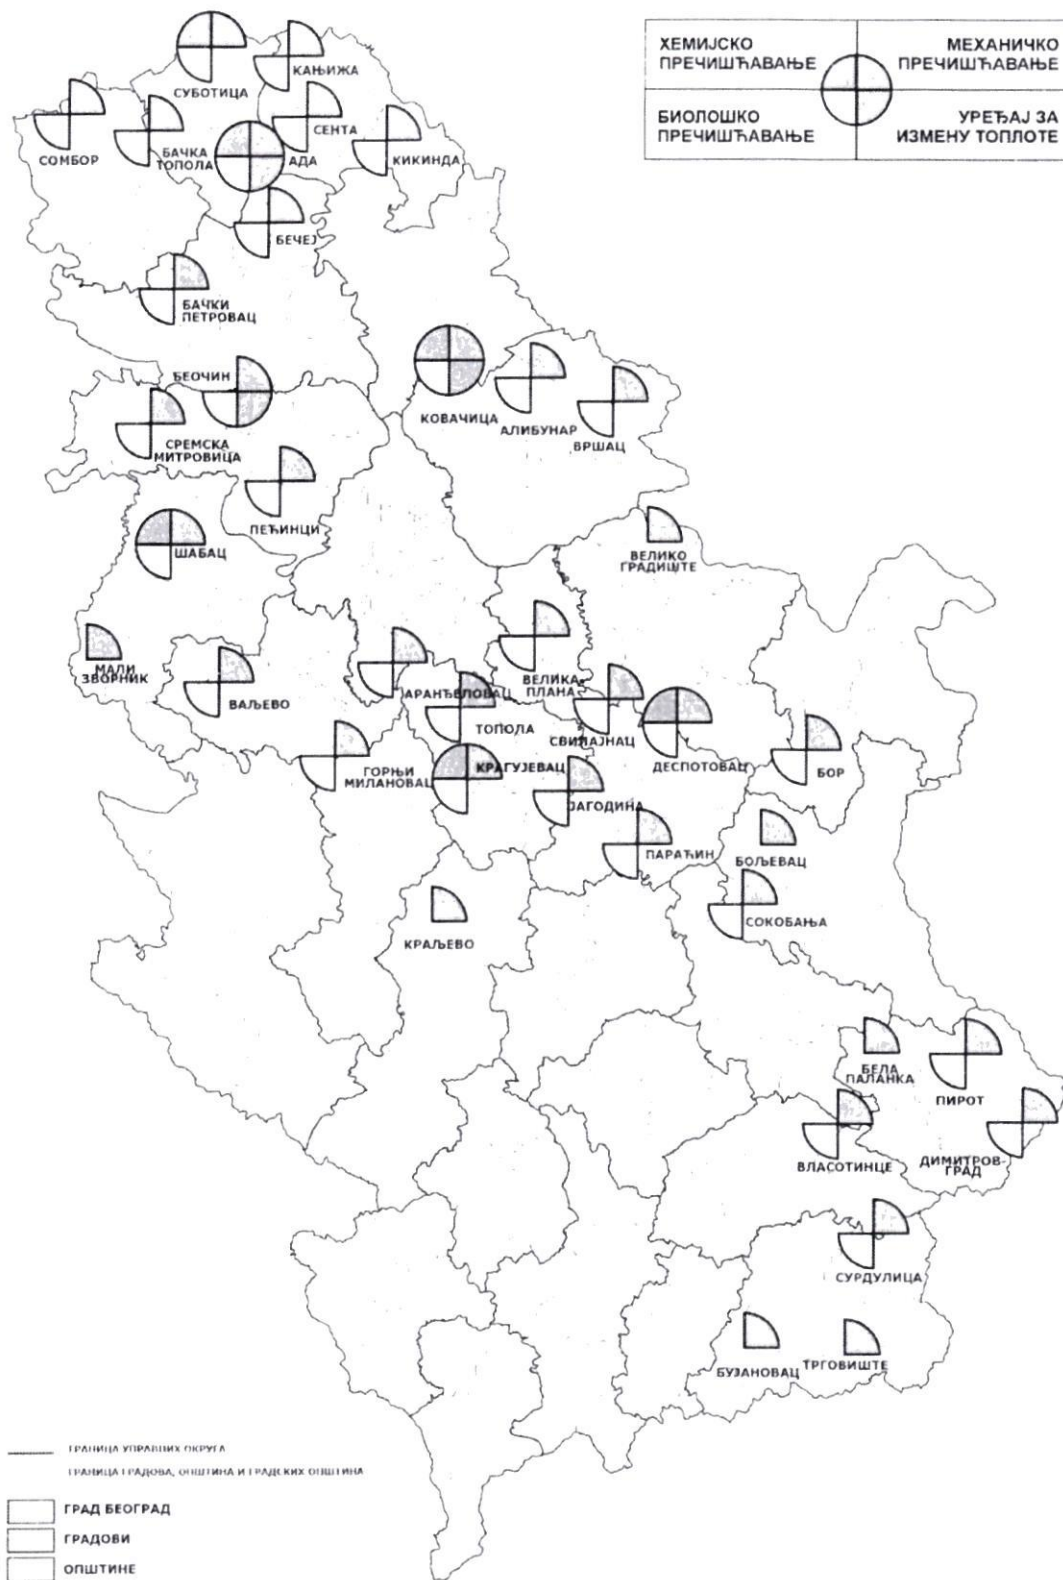 ХЕМИЈСКО
ПРЕЧИШЋАВАЊЕ
МЕХАНИЧКО
ПРЕЧИШЋАВАЊЕ
БИОЛОШКО
ПРЕЧИШЋАВАЊЕ
УРЕЂАЈ ЗА
ИЗМЕНУ ТОПЛОТЕ
СУБОТИЦА
КАЊИЖА
СОМБОР
БАЧКА
ТОПОЛА
СЕНТА
АДА
КИКИНДА
БЕЧЕЈ
БАЧКИ
ПЕТРОВАЦ
БЕОЧИН
КОВАЧИЦА
АЛИБУНАР
ВРШАЦ
СРЕМСКА
МИТРОВИЦА
ПЕЋИНЦИ
ШАБАЦ
ВЕЛИКО
ГРАДИШТЕ
МАЛИ
ЗВОРНИК
ВАЉЕВО
АРАНЂЕЛОВАЦ
ВЕЛИКА
ПЛАНА
ТОПОЛА
СВИЛАЈНАЦ
ДЕСПОТОВАЦ
БОР
ГОРЊИ
МИЛАНОВАЦ
КРАГУЈЕВАЦ
ЈАГОДИНА
ПАРАЋИН
БОЉЕВАЦ
СОКОБАЊА
КРАЉЕВО
БЕЛА
ПАЛАНКА
ПИРОТ
ВЛАСОТИНЦЕ
ДИМИТРОВ-
ГРАД
СУРДУЛИЦА
БУЈАНОВАЦ
ТРГОВИШТЕ
ГРАНИЦА УПРАВНИХ ОКРУГА
ГРАНИЦА ГРАДОВА, ОПШТИНА И ГРАДСКИХ ОПШТИНА
ГРАД БЕОГРАД
ГРАДОВИ
ОПШТИНЕ